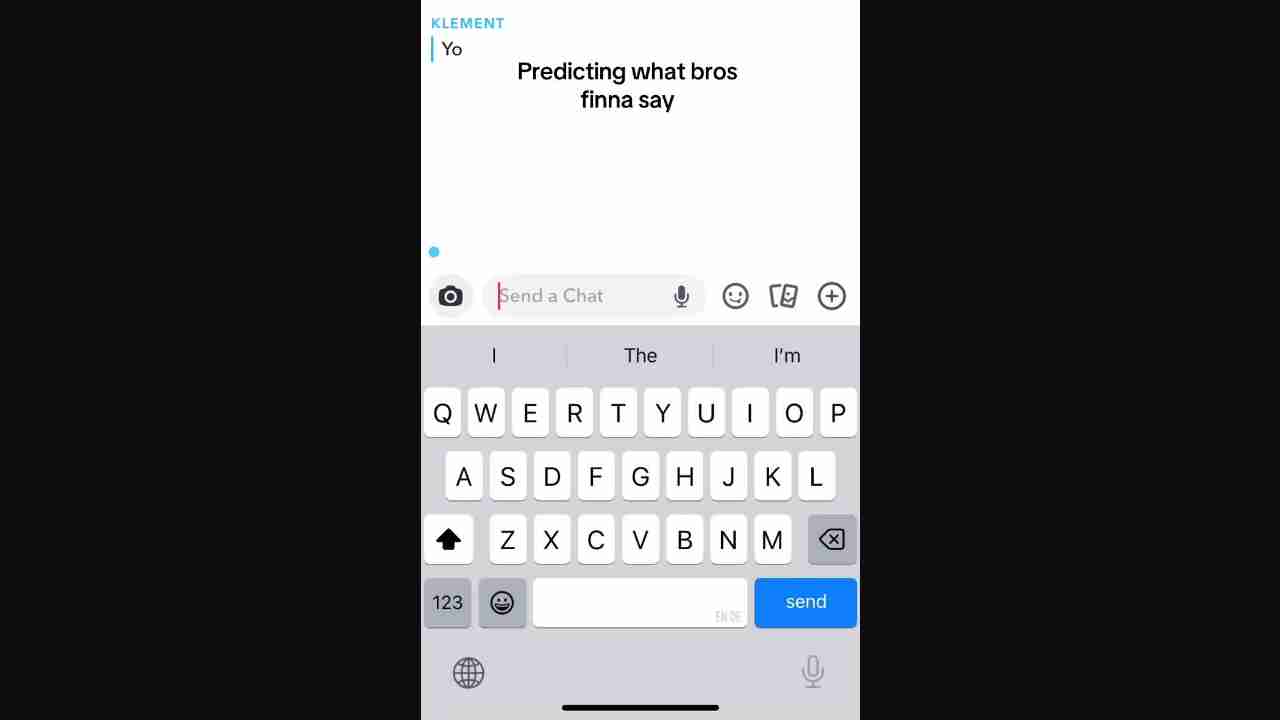 KLEMENT
Yo
Predicting what bros
finna say
Send a Chat
I The I'm
Q W E R T Y U I O P
A S D F G H J K L
Z X C V B N M
123 send
EN DE